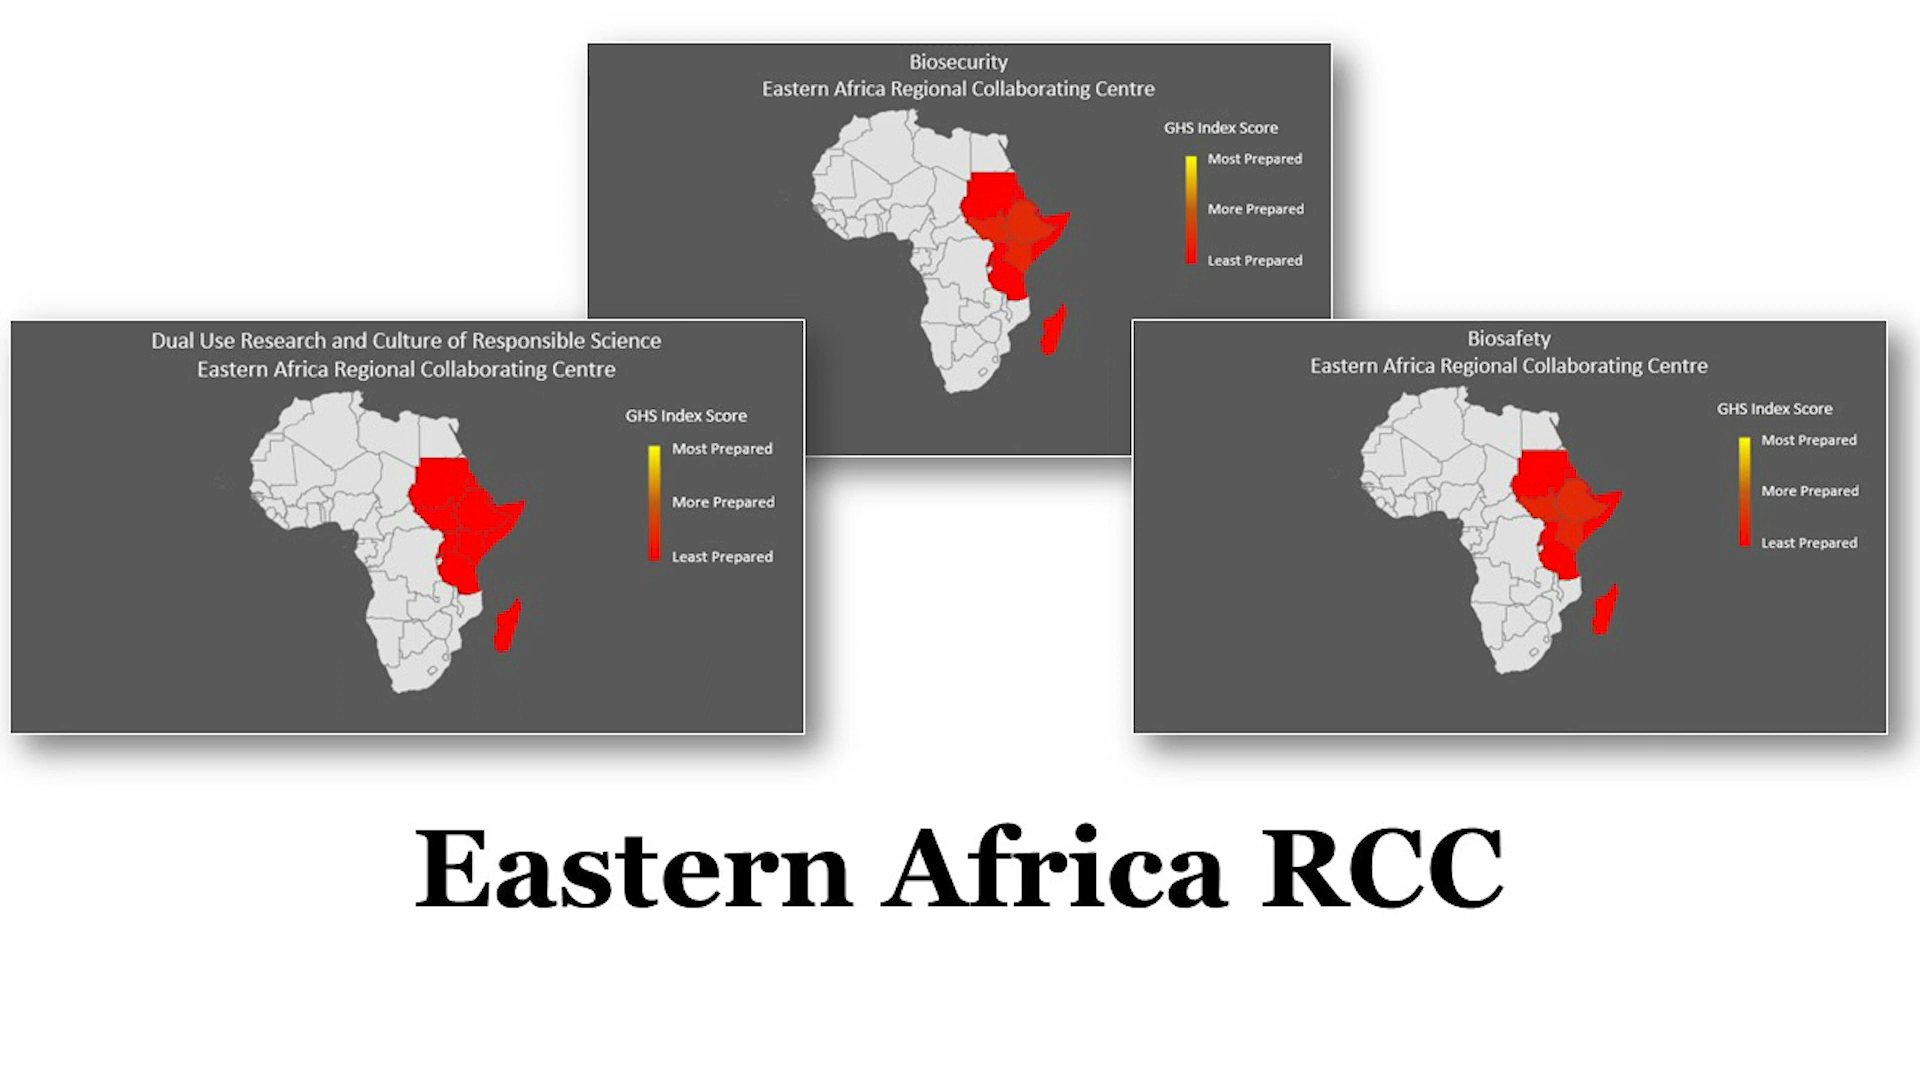 Biosecurity
Eastern Africa Regional Collaborating Centre
GHS Index Score
Most Prepared
More Prepared
Least Prepared
Dual Use Research and Culture of Responsible Science
Eastern Africa Regional Collaborating Centre
GHS Index Score
Most Prepared
More Prepared
Least Prepared
Biosafety
Eastern Africa Regional Collaborating Centre
GHS Index Score
Most Prepared
More Prepared
Least Prepared
Eastern Africa RCC